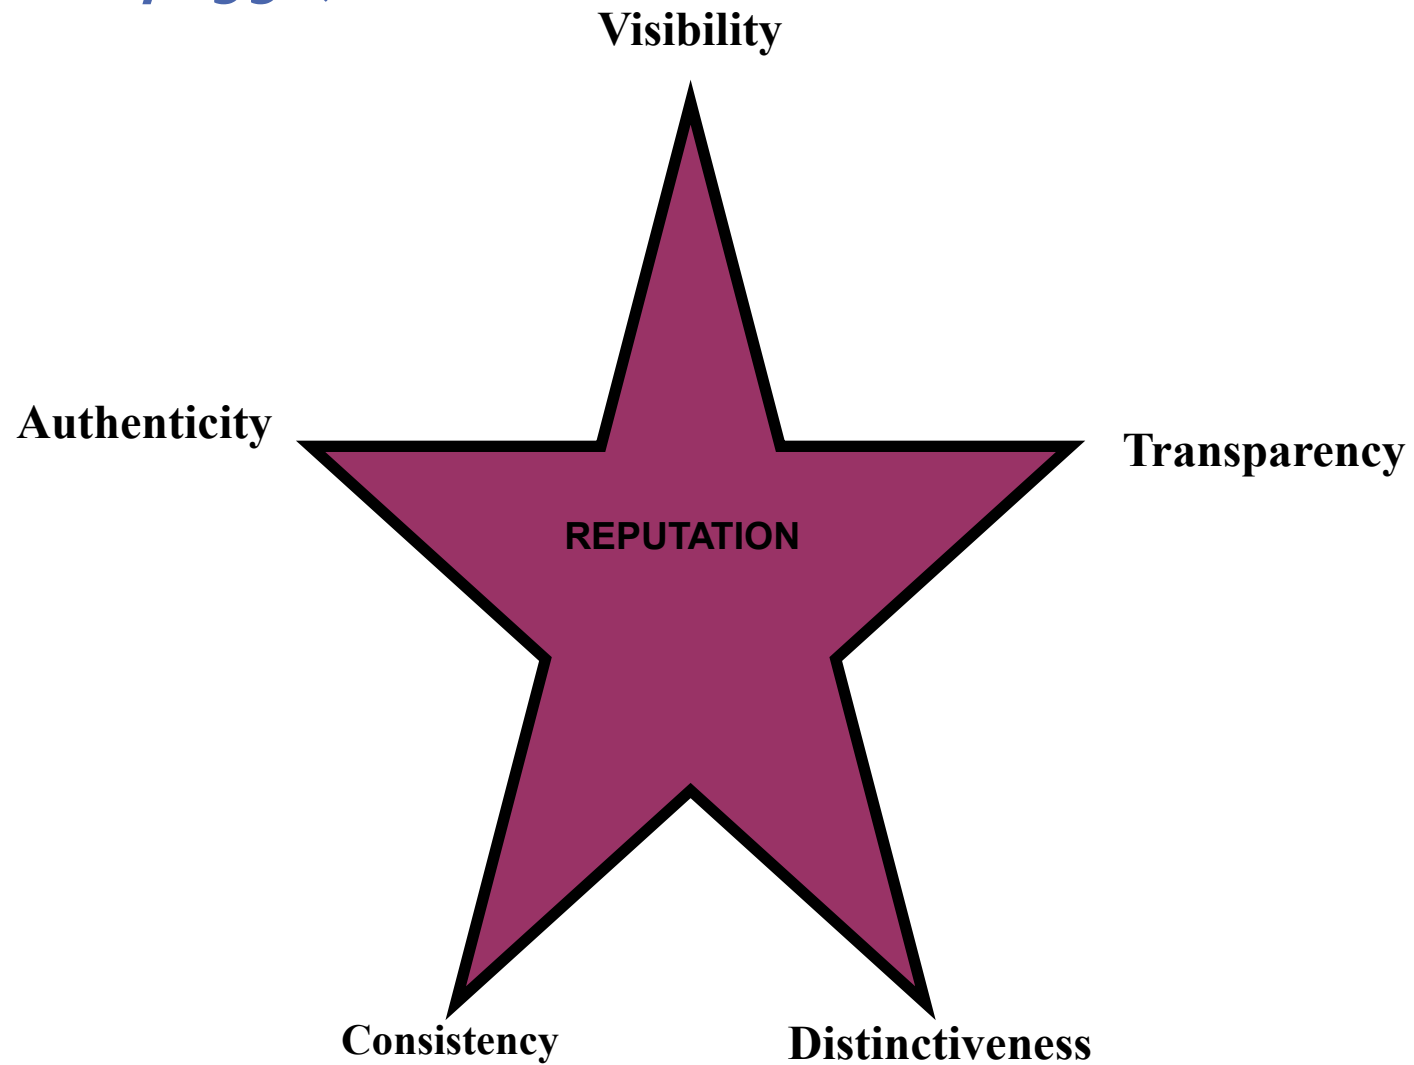 Visibility
Authenticity
Transparency
REPUTATION
Consistency
Distinctiveness